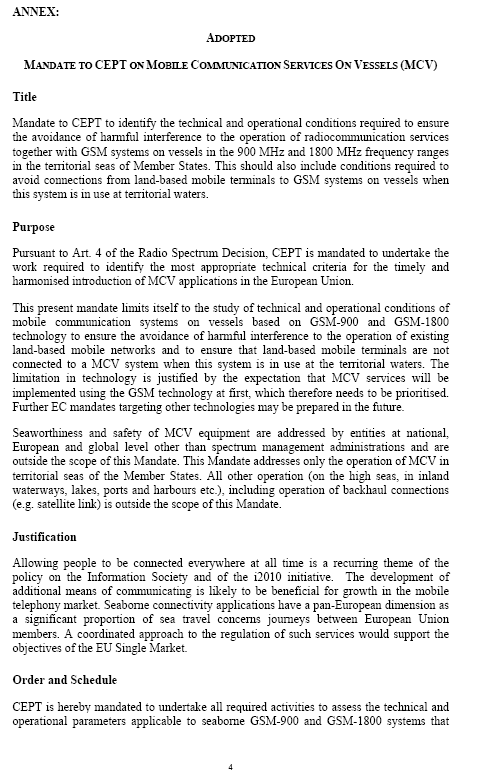 ANNEX:
ADOPTED
MANDATE TO CEPT ON MOBILE COMMUNICATION SERVICES ON VESSELS (MCV)
Title
Mandate to CEPT to identify the technical and operational conditions required to ensure
the avoidance of harmful interference to the operation of radiocommunication services
together with GSM systems on vessels in the 900 MHz and 1800 MHz frequency ranges
in the territorial seas of Member States. This should also include conditions required to
avoid connections from land-based mobile terminals to GSM systems on vessels when
this system is in use at territorial waters.
Purpose
Pursuant to Art. 4 of the Radio Spectrum Decision, CEPT is mandated to undertake the
work required to identify the most appropriate technical criteria for the timely and
harmonised introduction of MCV applications in the European Union.
This present mandate limits itself to the study of technical and operational conditions of
mobile communication systems on vessels based on GSM-900 and GSM-1800
technology to ensure the avoidance of harmful interference to the operation of existing
land-based mobile networks and to ensure that land-based mobile terminals are not
connected to a MCV system when this system is in use at the territorial waters. The
limitation in technology is justified by the expectation that MCV services will be
implemented using the GSM technology at first, which therefore needs to be prioritised.
Further EC mandates targeting other technologies may be prepared in the future.
Seaworthiness and safety of MCV equipment are addressed by entities at national,
European and global level other than spectrum management administrations and are
outside the scope of this Mandate. This Mandate addresses only the operation of MCV in
territorial seas of the Member States. All other operation (on the high seas, in inland
waterways, lakes, ports and harbours etc.), including operation of backhaul connections
(e.g. satellite link) is outside the scope of this Mandate.
Justification
Allowing people to be connected everywhere at all time is a recurring theme of the
policy on the Information Society and of the i2010 initiative. The development of
additional means of communicating is likely to be beneficial for growth in the mobile
telephony market. Seaborne connectivity applications have a pan-European dimension as
a significant proportion of sea travel concerns journeys between European Union
members. A coordinated approach to the regulation of such services would support the
objectives of the EU Single Market.
Order and Schedule
CEPT is hereby mandated to undertake all required activities to assess the technical and
operational parameters applicable to seaborne GSM-900 and GSM-1800 systems that
4